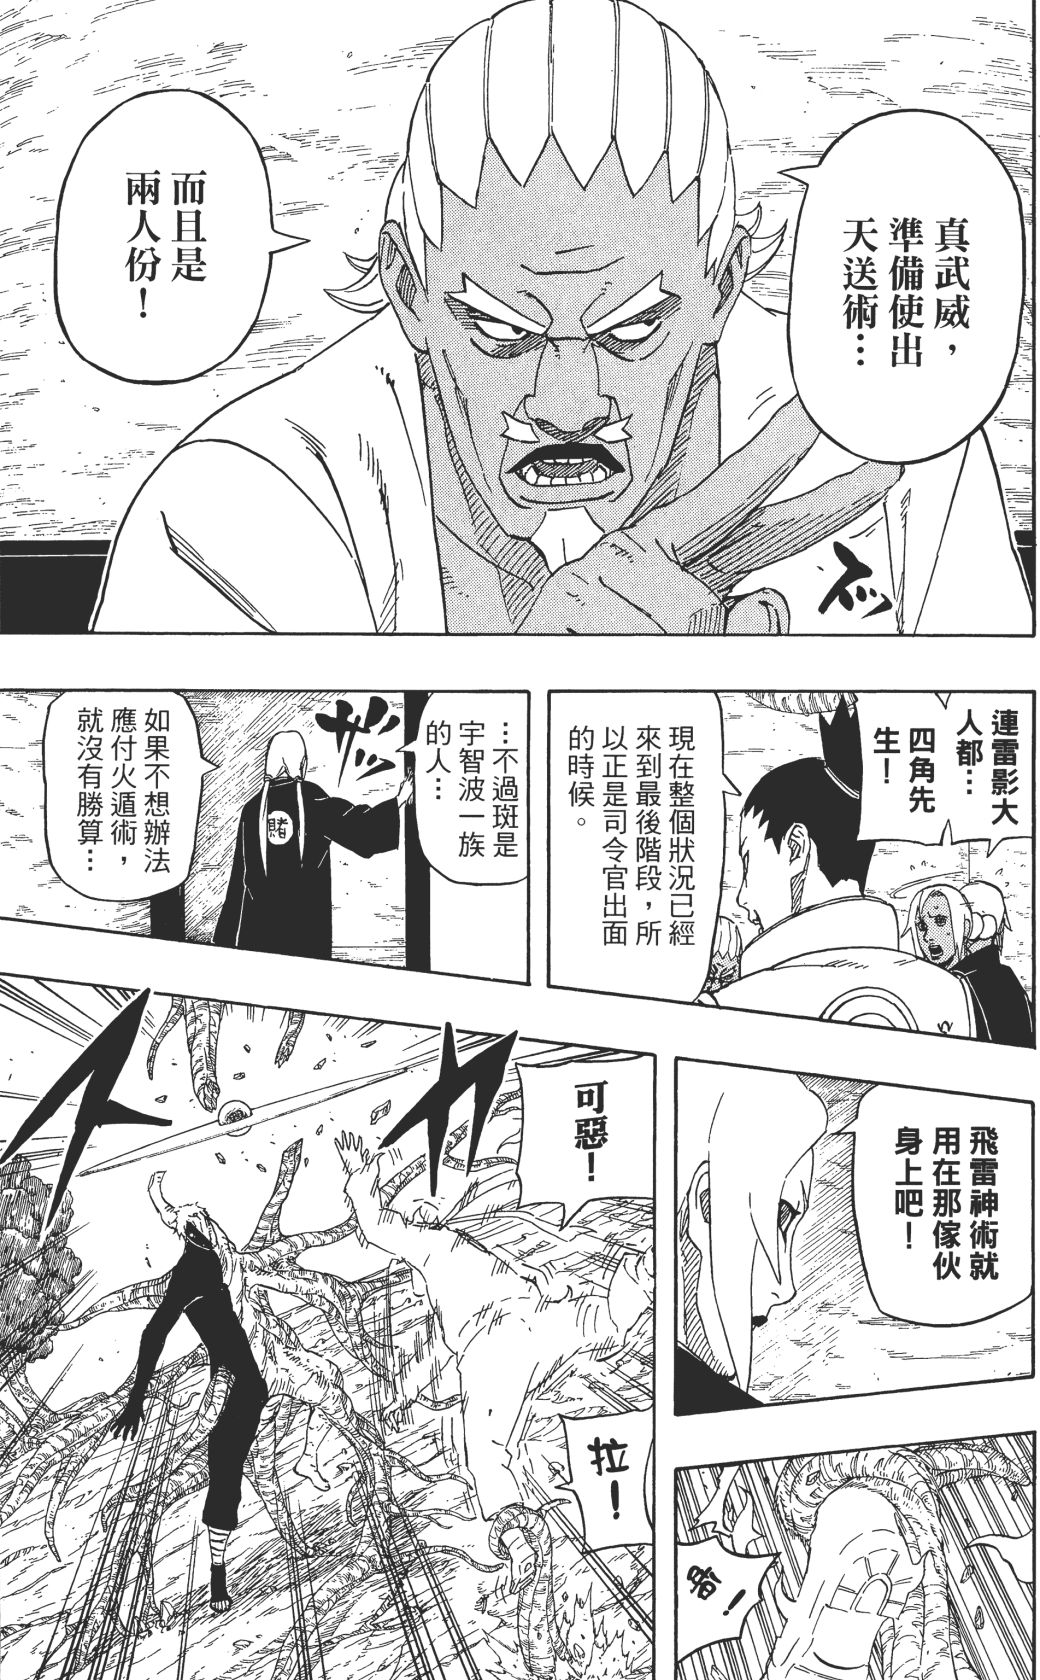 真武威，
準備使出
天送術…
而且是
兩人份！
ズッ
連雷影大
人都…
四角先
生！
現在整個狀況已經
來到最後階段，所
以正是司令官出面
的時候。
…不過斑是
宇智波一族
的人…
ザッ
賭
如果不想辦法
應付火遁術，
就沒有勝算…
飛雷神術就
用在那傢伙
身上吧！
可惡！
拉！